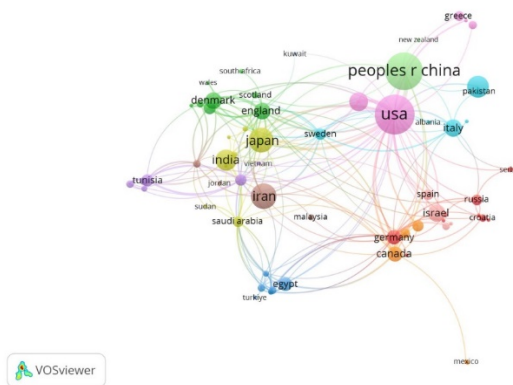 greece
new zealand
kuwait
peoples r china
south africa
wales
scotland
denmark
england
pakistan
usa
albania
italy
sweden
japan
india
vietnam
tunisia
jordan
iran
spain
russia
sudan
saudi arabia
malaysia
israel
croatia
germany
canada
egypt
turkiye
mexico
VOSviewer